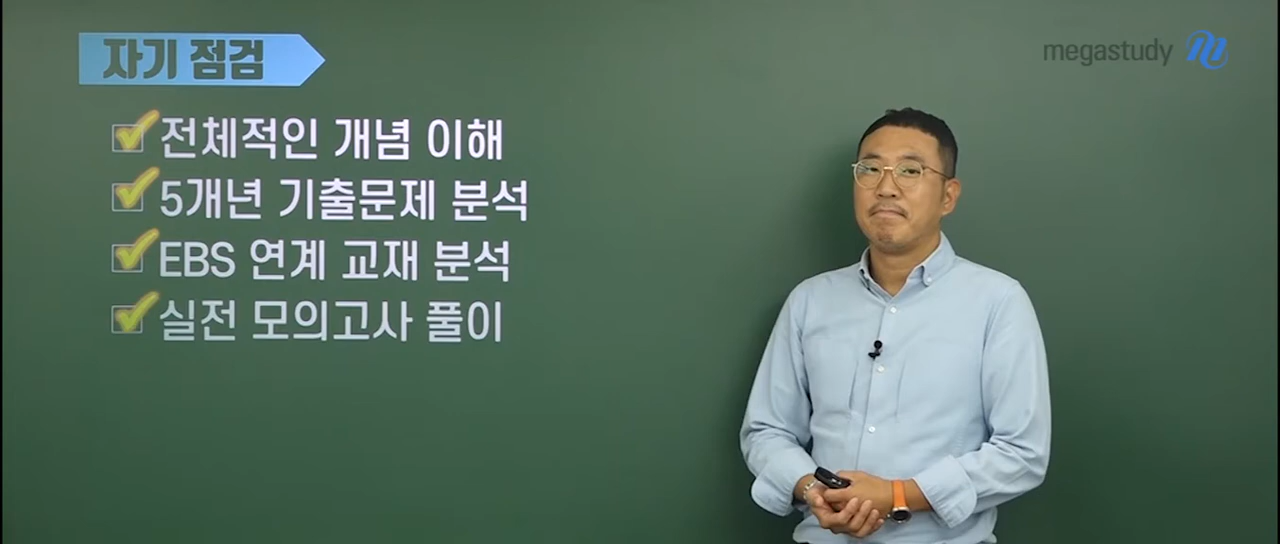 자기 점검
megastudy
전체적인 개념 이해
5개년 기출문제 분석
EBS 연계 교재 분석
실전 모의고사 풀이